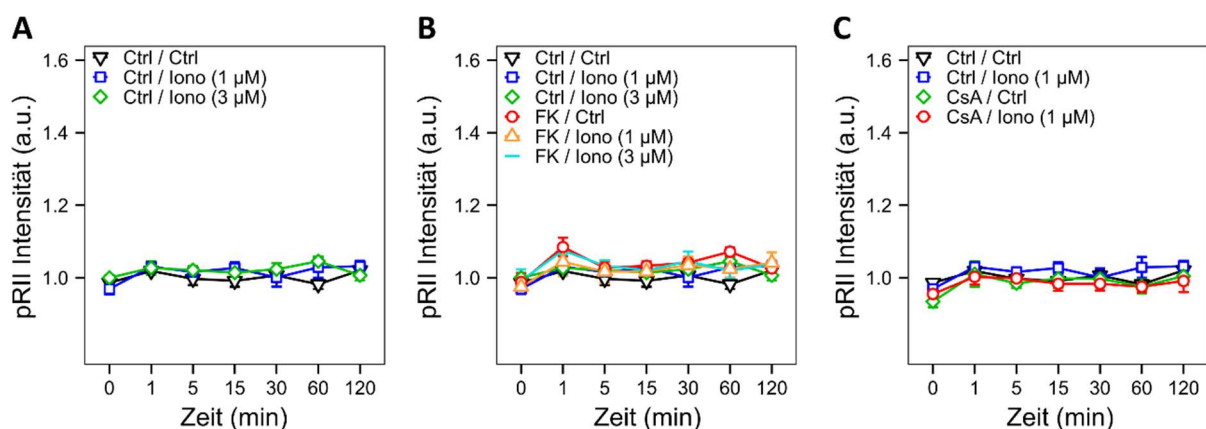 A
pRII Intensität (a.u.)
1.6
1.4
1.2
1.0
Ctrl / Ctrl
Ctrl / Iono (1 µM)
Ctrl / Iono (3 µM)
0 1 5 15 30 60 120
Zeit (min)
B
pRII Intensität (a.u.)
1.6
1.4
1.2
1.0
Ctrl / Ctrl
Ctrl / Iono (1 µM)
Ctrl / Iono (3 µM)
FK / Ctrl
FK / Iono (1 µM)
FK / Iono (3 µM)
0 1 5 15 30 60 120
Zeit (min)
C
pRII Intensität (a.u.)
1.6
1.4
1.2
1.0
Ctrl / Ctrl
Ctrl / Iono (1 µM)
CsA / Ctrl
CsA / Iono (1 µM)
0 1 5 15 30 60 120
Zeit (min)